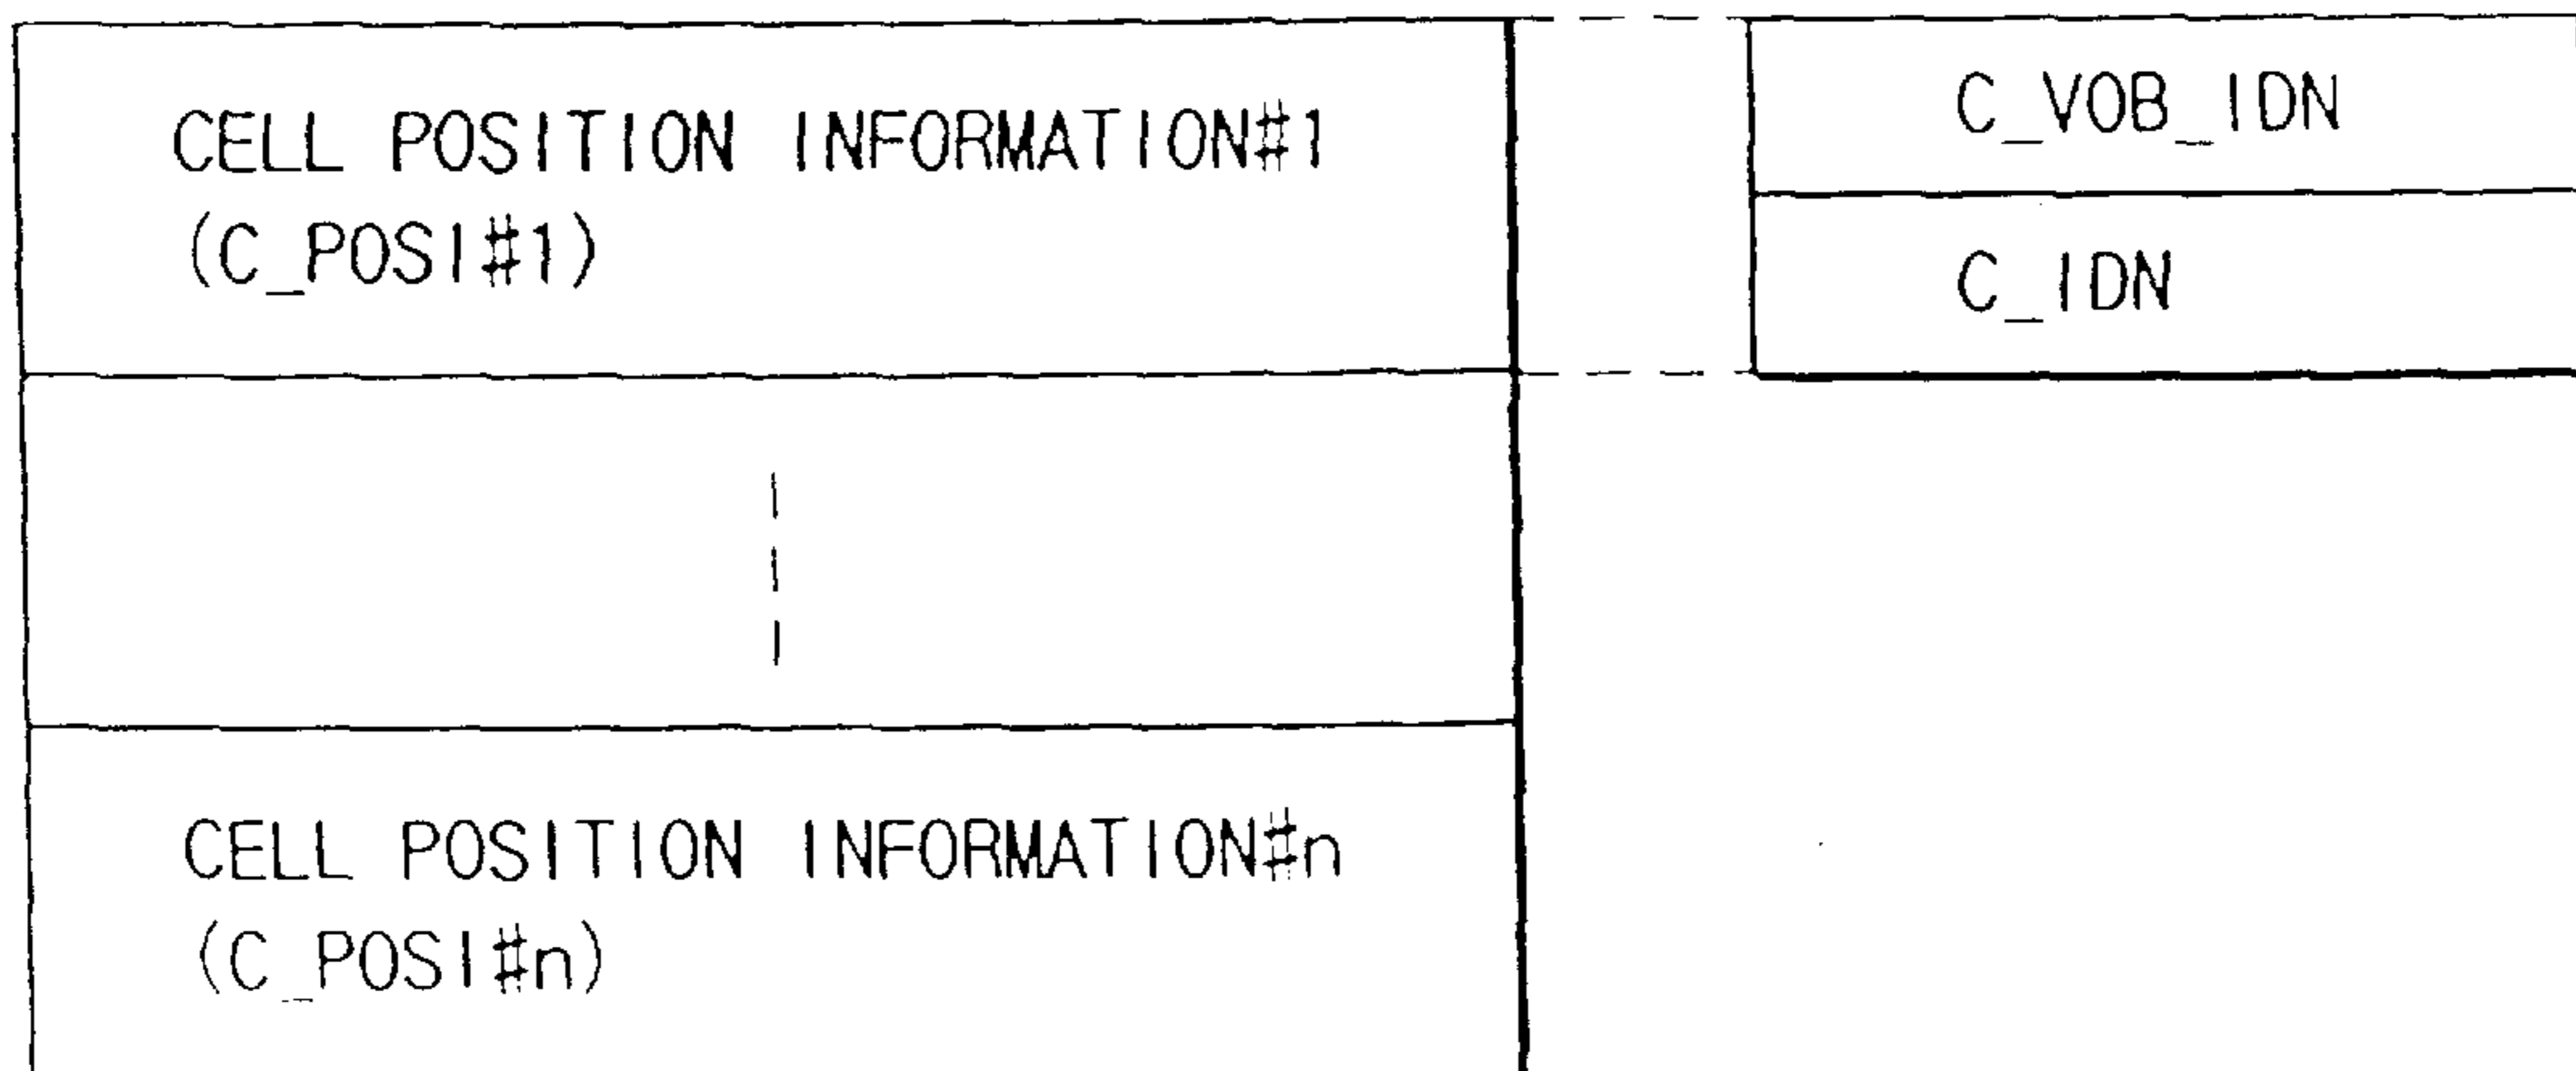 CELL POSITION INFORMATION#1
(C_POSI#1)
C_VOB_IDN
C_IDN
CELL POSITION INFORMATION#n
(C_POSI#n)